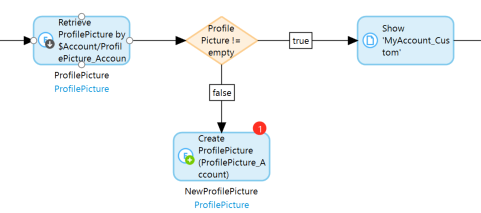 Retrieve
ProfilePicture by
$Account/Profil
ePicture_Accoun
ProfilePicture
ProfilePicture
Profile
Picture !=
empty
true
Show
'MyAccount_Cus
tom'
false
1
Create
ProfilePicture
(ProfilePicture_A
ccount)
NewProfilePicture
ProfilePicture